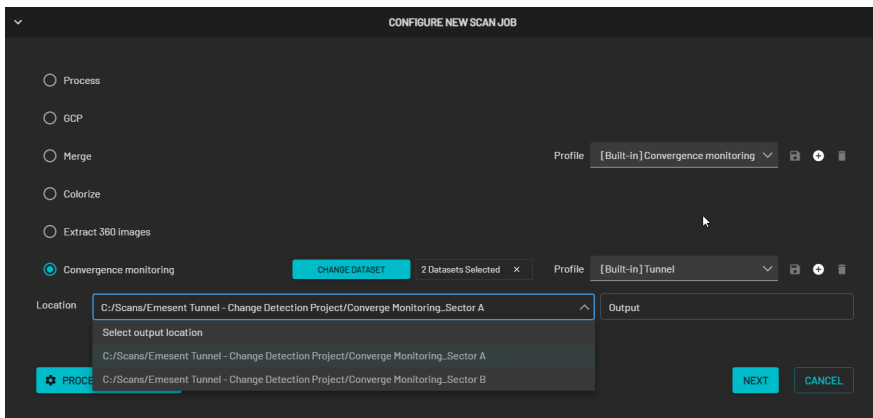 CONFIGURE NEW SCAN JOB
Process
GCP
Merge
Profile
[Built-in] Convergence monitoring
Colorize
Extract 360 images
Convergence monitoring
CHANGE DATASET
2 Datasets Selected ×
Profile
[Built-in] Tunnel
Location
C:/Scans/Emesent Tunnel - Change Detection Project/Converge Monitoring_Sector A
Output
Select output location
C:/Scans/Emesent Tunnel - Change Detection Project/Converge Monitoring_Sector A
C:/Scans/Emesent Tunnel - Change Detection Project/Converge Monitoring_Sector B
NEXT
CANCEL